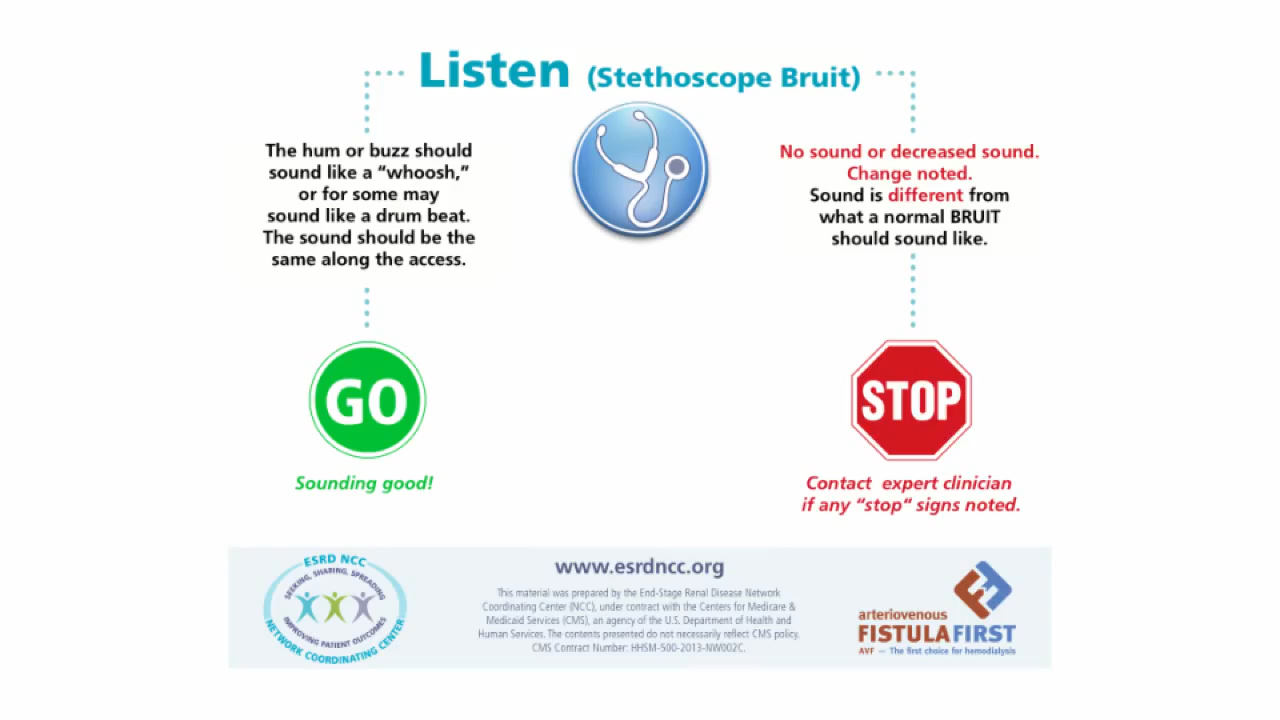 Listen (Stethoscope Bruit)
The hum or buzz should
sound like a “whoosh,”
or for some may
sound like a drum beat.
The sound should be the
same along the access.
No sound or decreased sound.
Change noted.
Sound is different from
what a normal BRUIT
should sound like.
GO
Sounding good!
STOP
Contact expert clinician
if any “stop“ signs noted.
ESRD NCC
SEEKING, SHARING, SPREADING
IMPROVING PATIENT OUTCOMES
NETWORK COORDINATING CENTER
www.esrdncc.org
This material was prepared by the End-Stage Renal Disease Network
Coordinating Center (NCC), under contract with the Centers for Medicare &
Medicaid Services (CMS), an agency of the U.S. Department of Health and
Human Services. The contents presented do not necessarily reflect CMS policy.
CMS Contract Number: HHSM-500-2013-NW002C.
arteriovenous
FISTULAFIRST
AVF — The first choice for hemodialysis